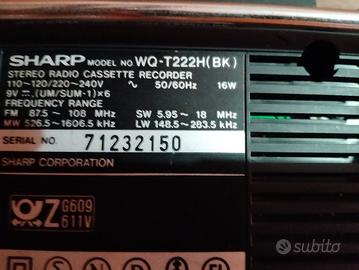 SHARP MODEL NO. WQ-T222H(BK)
STEREO RADIO CASSETTE RECORDER
110~120/220~240V ∿ 50/60Hz 16W
9V ⎓ (UM/SUM-1)×6
FREQUENCY RANGE
FM 87.5 ~ 108 MHz SW 5.95 ~ 18 MHz
MW 526.5~1606.5 kHz LW 148.5~283.5 kHz
SERIAL NO. 71232150
SHARP CORPORATION
Z G609
611V
subito